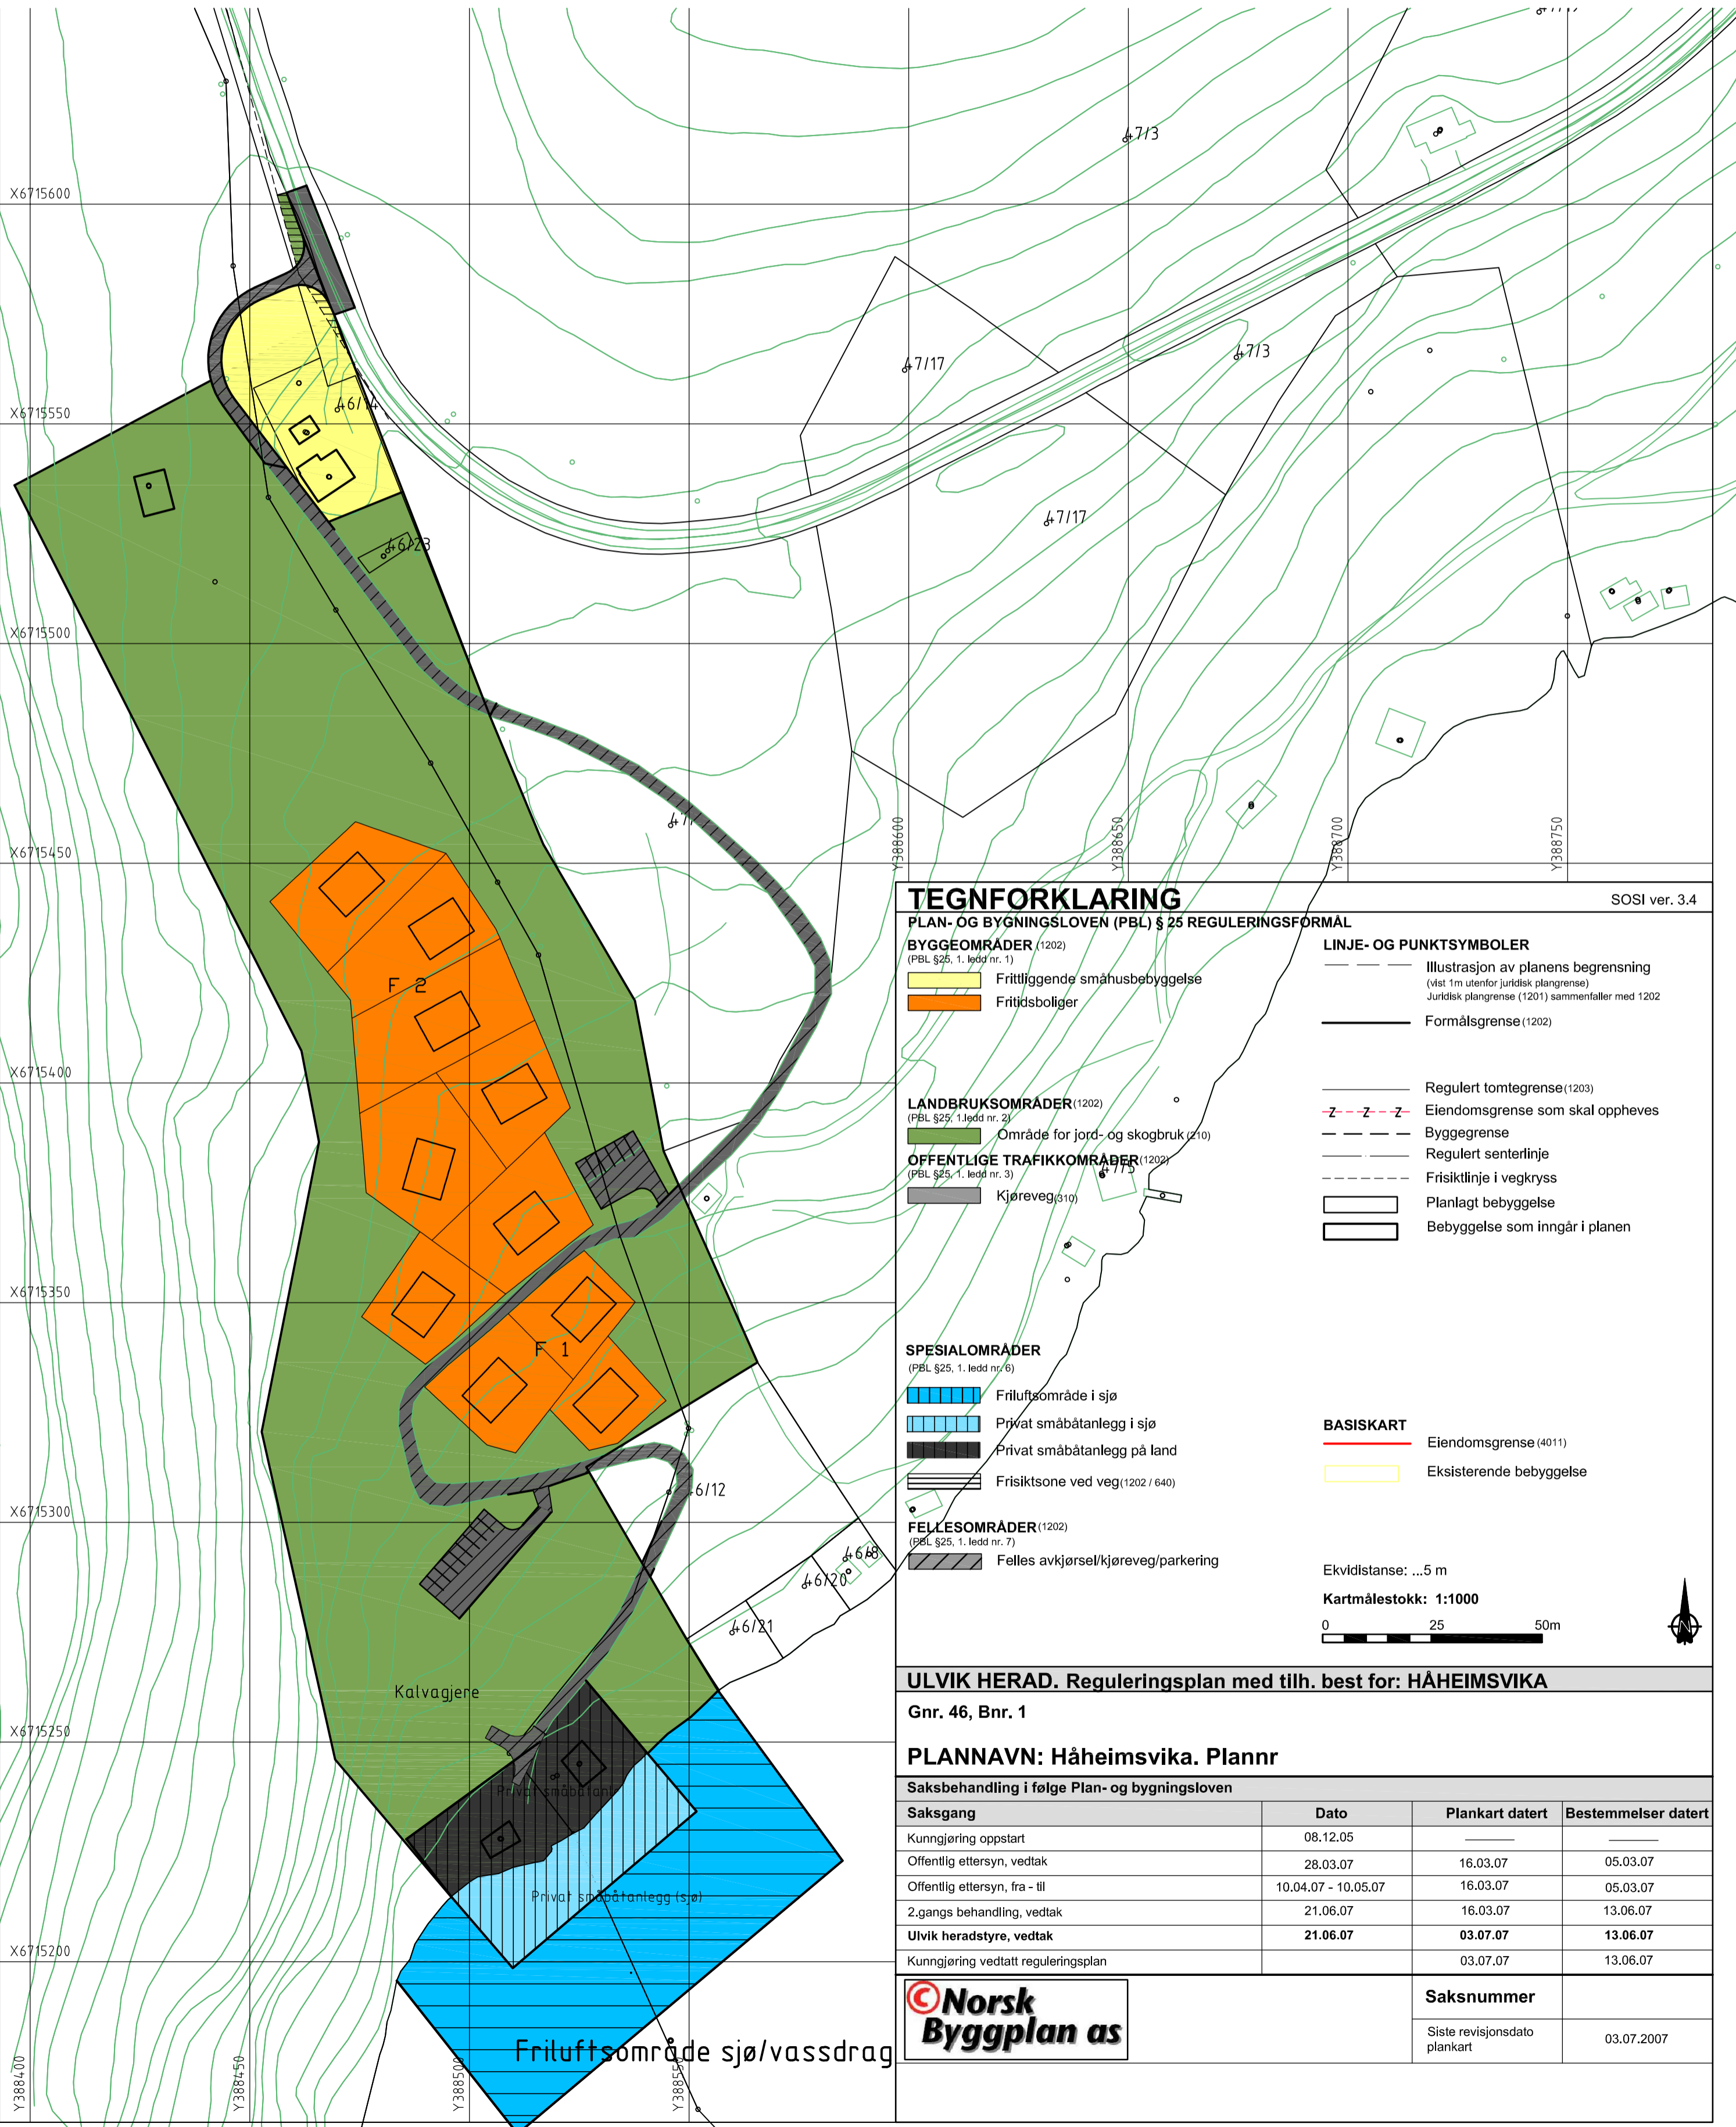 47/3
X6715600
47/3
47/17
46/14
X6715550
47/17
46/23
X6715500
X6715450
Y388600
Y388650
Y388700
Y388750
F 2
X6715400
X6715350
F 1
X6715300
6/12
46/8
46/20
46/21
Kalvagjere
X6715250
Privat småbåtanl
Privat småbåtanlegg (sjø)
X6715200
Friluftsområde sjø/vassdrag
Y388400
Y388450
Y388500
Y388550
TEGNFORKLARING
SOSI ver. 3.4
PLAN- OG BYGNINGSLOVEN (PBL) § 25 REGULERINGSFORMÅL
BYGGEOMRÅDER (1202)
(PBL §25, 1. ledd nr. 1)
Frittliggende småhusbebyggelse
Fritidsboliger
LANDBRUKSOMRÅDER (1202)
(PBL §25, 1.ledd nr. 2)
Område for jord- og skogbruk (210)
OFFENTLIGE TRAFIKKOMRÅDER (1202)
(PBL §25, 1. ledd nr. 3)
47/5
Kjøreveg (310)
SPESIALOMRÅDER
(PBL §25, 1. ledd nr. 6)
Friluftsområde i sjø
Privat småbåtanlegg i sjø
Privat småbåtanlegg på land
Frisiktsone ved veg (1202 / 640)
FELLESOMRÅDER (1202)
(PBL §25, 1. ledd nr. 7)
Felles avkjørsel/kjøreveg/parkering
LINJE- OG PUNKTSYMBOLER
Illustrasjon av planens begrensning
(vist 1m utenfor juridisk plangrense)
Juridisk plangrense (1201) sammenfaller med 1202
Formålsgrense (1202)
Regulert tomtegrense (1203)
Z Z Z Eiendomsgrense som skal oppheves
Byggegrense
Regulert senterlinje
Frisiktlinje i vegkryss
Planlagt bebyggelse
Bebyggelse som inngår i planen
BASISKART
Eiendomsgrense (4011)
Eksisterende bebyggelse
Ekvidistanse: ...5 m
Kartmålestokk: 1:1000
0 25 50m
N
ULVIK HERAD. Reguleringsplan med tilh. best for: HÅHEIMSVIKA
Gnr. 46, Bnr. 1
PLANNAVN: Håheimsvika. Plannr
Saksbehandling i følge Plan- og bygningsloven
Saksgang Dato Plankart datert Bestemmelser datert
Kunngjøring oppstart 08.12.05
Offentlig ettersyn, vedtak 28.03.07 16.03.07 05.03.07
Offentlig ettersyn, fra - til 10.04.07 - 10.05.07 16.03.07 05.03.07
2.gangs behandling, vedtak 21.06.07 16.03.07 13.06.07
Ulvik heradstyre, vedtak 21.06.07 03.07.07 13.06.07
Kunngjøring vedtatt reguleringsplan 03.07.07 13.06.07
© Norsk
Byggplan as
Saksnummer
Siste revisjonsdato
plankart
03.07.2007